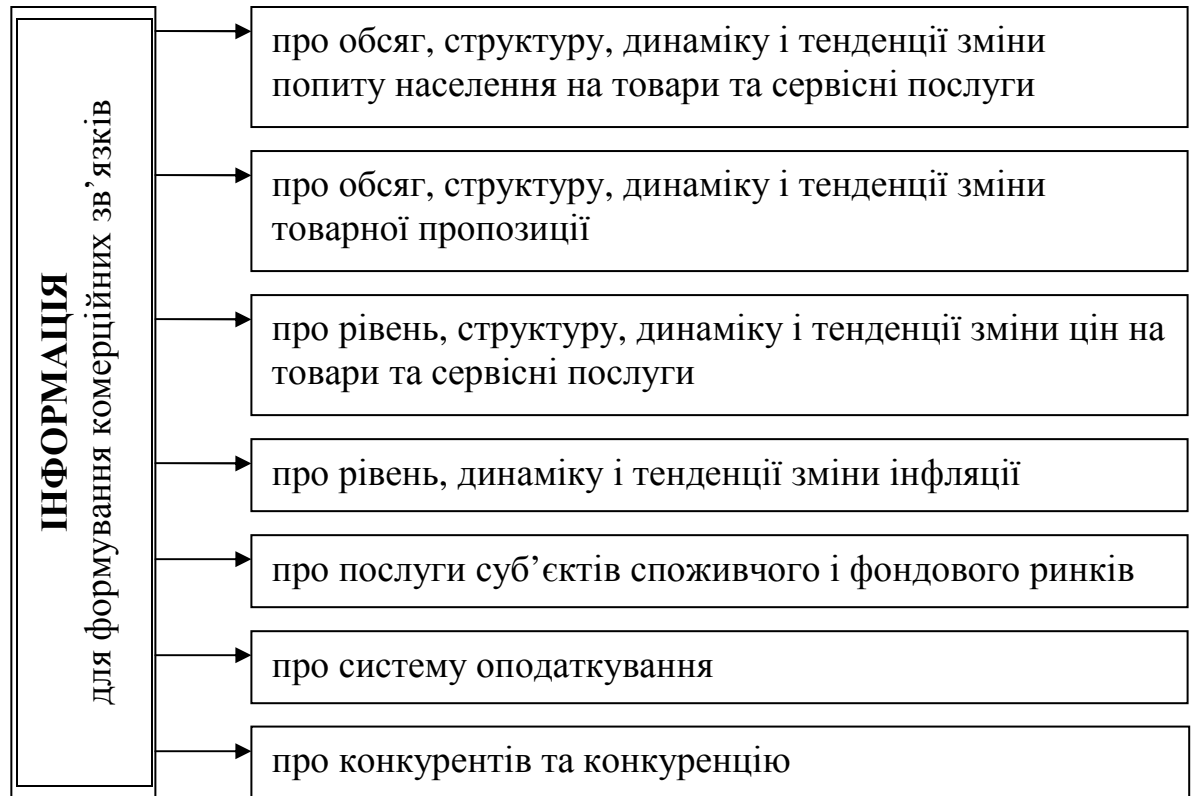 ІНФОРМАЦІЯ
для формування комерційних зв’язків
про обсяг, структуру, динаміку і тенденції зміни
попиту населення на товари та сервісні послуги
про обсяг, структуру, динаміку і тенденції зміни
товарної пропозиції
про рівень, структуру, динаміку і тенденції зміни цін на
товари та сервісні послуги
про рівень, динаміку і тенденції зміни інфляції
про послуги суб’єктів споживчого і фондового ринків
про систему оподаткування
про конкурентів та конкуренцію